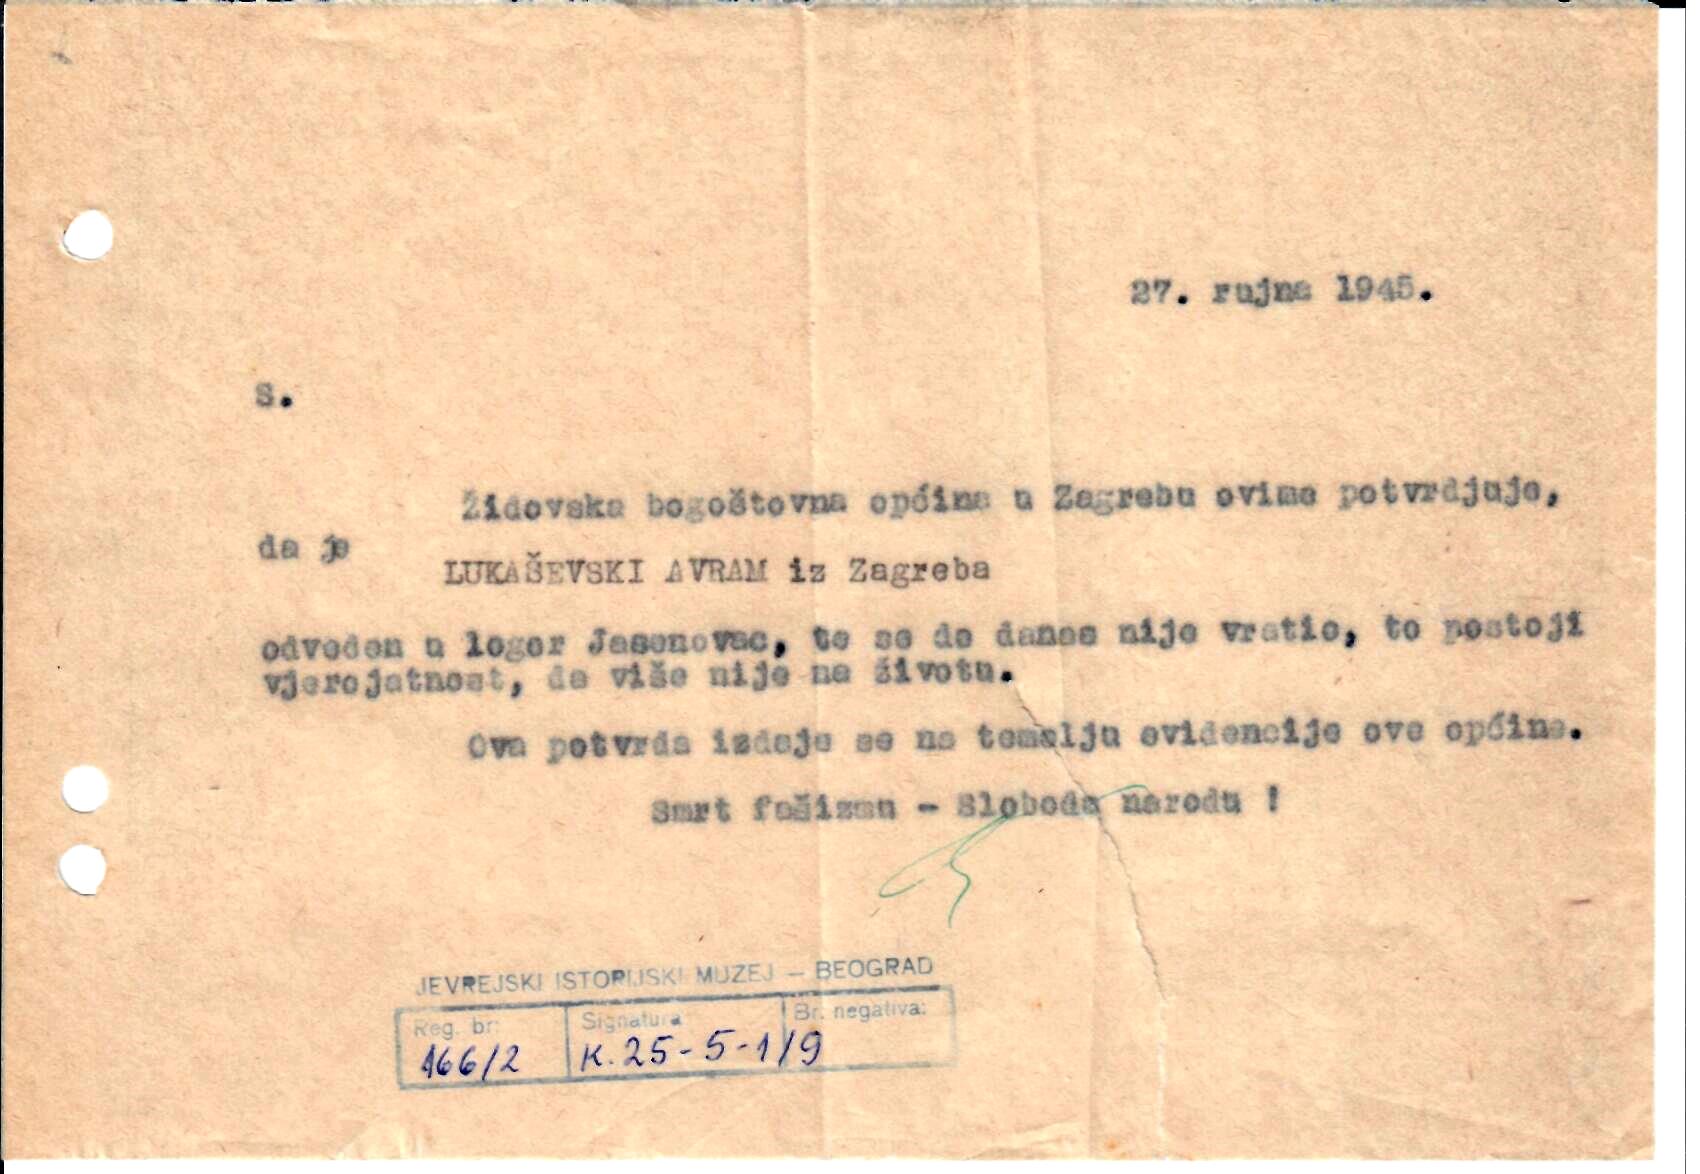 27. rujna 1945.
S.
Židovska bogoštovna općina u Zagrebu ovime potvrdjuje,
da je
LUKAŠEVSKI AVRAM iz Zagreba
odveden u logor Jasenovac, te se do danas nije vratio, to postoji
vjerojatnost, da više nije na životu.
Ova potvrda izdaje se na temelju evidencije ove općine.
Smrt fašizmu - Sloboda narodu !
JEVREJSKI ISTORIJSKI MUZEJ — BEOGRAD
Reg. br: Signatura: Br. negativa:
166/2 K. 25-5-1/9